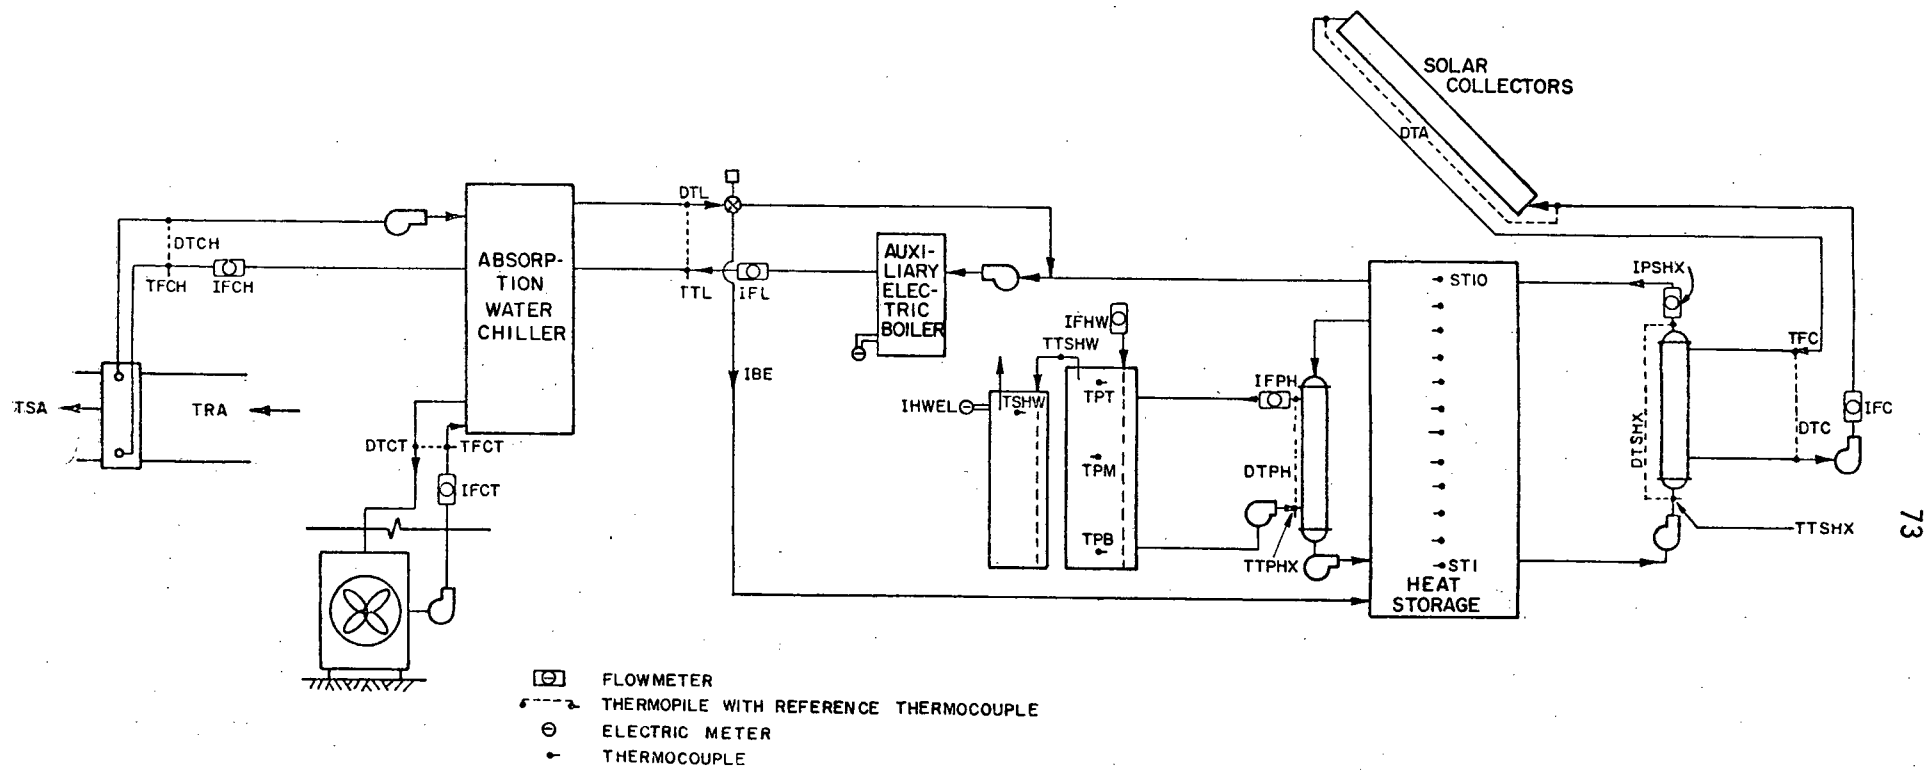 SOLAR
COLLECTORS
DTA
DTL
DTCH
TFCH
IFCH
ABSORP-
TION
WATER
CHILLER
TTL
IFL
AUXI-
LIARY
ELEC-
TRIC
BOILER
ST10
IPSHX
IFHW
TTSHW
TFC
IBE
TSA
TRA
IHWEL
TSHW
TPT
IFPH
IFC
DTCT
TFCT
DTSHX
DTC
TPM
DTPH
IFCT
73
TPB
TTPHX
ST1
TTSHX
HEAT
STORAGE
FLOWMETER
THERMOPILE WITH REFERENCE THERMOCOUPLE
ELECTRIC METER
THERMOCOUPLE